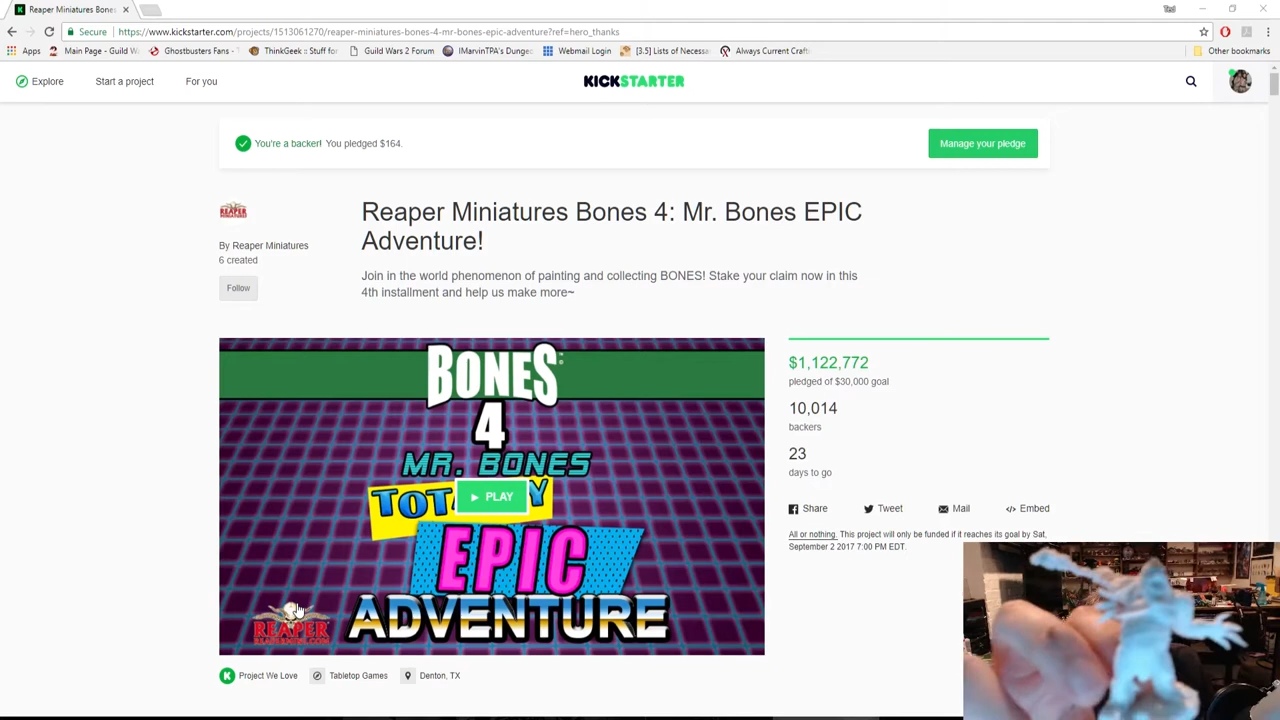 Reaper Miniatures Bones
Ted
Secure
https://www.kickstarter.com/projects/1513061270/reaper-miniatures-bones-4-mr-bones-epic-adventure?ref=hero_thanks
Apps
Main Page - Guild W
Ghostbusters Fans -
ThinkGeek :: Stuff for
Guild Wars 2 Forum
IMarvinTPA's Dunge
Webmail Login
[3.5] Lists of Necessa
Always Current Craft
Other bookmarks
Explore
Start a project
For you
KICKSTARTER
You're a backer! You pledged $164.
Manage your pledge
REAPER
By Reaper Miniatures
6 created
Follow
Reaper Miniatures Bones 4: Mr. Bones EPIC
Adventure!
Join in the world phenomenon of painting and collecting BONES! Stake your claim now in this
4th installment and help us make more~
BONES
4
MR. BONES
PLAY
EPIC
ADVENTURE
REAPER
REAPERMINI.COM
$1,122,772
pledged of $30,000 goal
10,014
backers
23
days to go
Share
Tweet
Mail
Embed
All or nothing. This project will only be funded if it reaches its goal by Sat,
September 2 2017 7:00 PM EDT.
Project We Love
Tabletop Games
Denton, TX